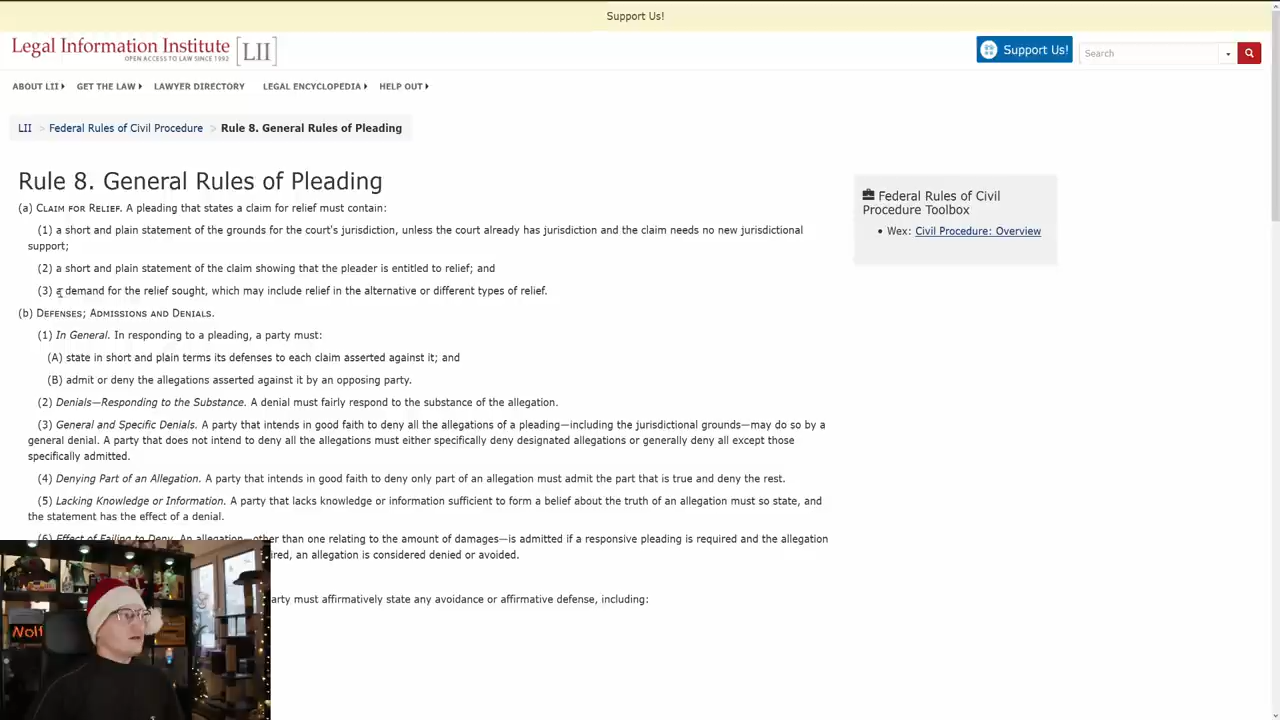 Support Us!
Legal Information Institute [LII]
OPEN ACCESS TO LAW SINCE 1992
Support Us!
Search
ABOUT LII GET THE LAW LAWYER DIRECTORY LEGAL ENCYCLOPEDIA HELP OUT
LII > Federal Rules of Civil Procedure > Rule 8. General Rules of Pleading
Rule 8. General Rules of Pleading
(a) CLAIM FOR RELIEF. A pleading that states a claim for relief must contain:
(1) a short and plain statement of the grounds for the court's jurisdiction, unless the court already has jurisdiction and the claim needs no new jurisdictional
support;
(2) a short and plain statement of the claim showing that the pleader is entitled to relief; and
(3) a demand for the relief sought, which may include relief in the alternative or different types of relief.
(b) DEFENSES; ADMISSIONS AND DENIALS.
(1) In General. In responding to a pleading, a party must:
(A) state in short and plain terms its defenses to each claim asserted against it; and
(B) admit or deny the allegations asserted against it by an opposing party.
(2) Denials—Responding to the Substance. A denial must fairly respond to the substance of the allegation.
(3) General and Specific Denials. A party that intends in good faith to deny all the allegations of a pleading—including the jurisdictional grounds—may do so by a
general denial. A party that does not intend to deny all the allegations must either specifically deny designated allegations or generally deny all except those
specifically admitted.
(4) Denying Part of an Allegation. A party that intends in good faith to deny only part of an allegation must admit the part that is true and deny the rest.
(5) Lacking Knowledge or Information. A party that lacks knowledge or information sufficient to form a belief about the truth of an allegation must so state, and
the statement has the effect of a denial.
(6) Effect of Failing to Deny. An allegation—other than one relating to the amount of damages—is admitted if a responsive pleading is required and the allegation
ired, an allegation is considered denied or avoided.
arty must affirmatively state any avoidance or affirmative defense, including:
Federal Rules of Civil
Procedure Toolbox
• Wex: Civil Procedure: Overview